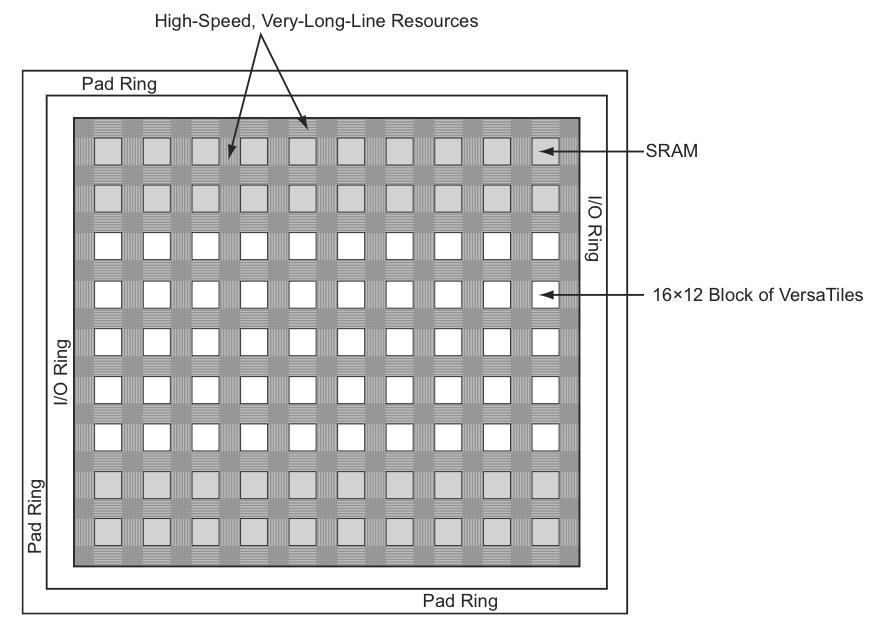 High-Speed, Very-Long-Line Resources
Pad Ring
SRAM
I/O Ring
16×12 Block of VersaTiles
I/O Ring
Pad Ring
Pad Ring